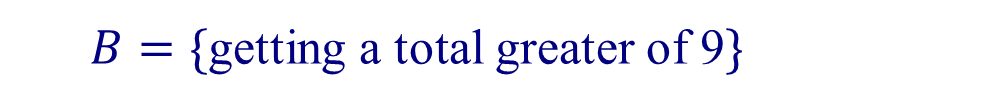 B = {getting a total greater of 9}